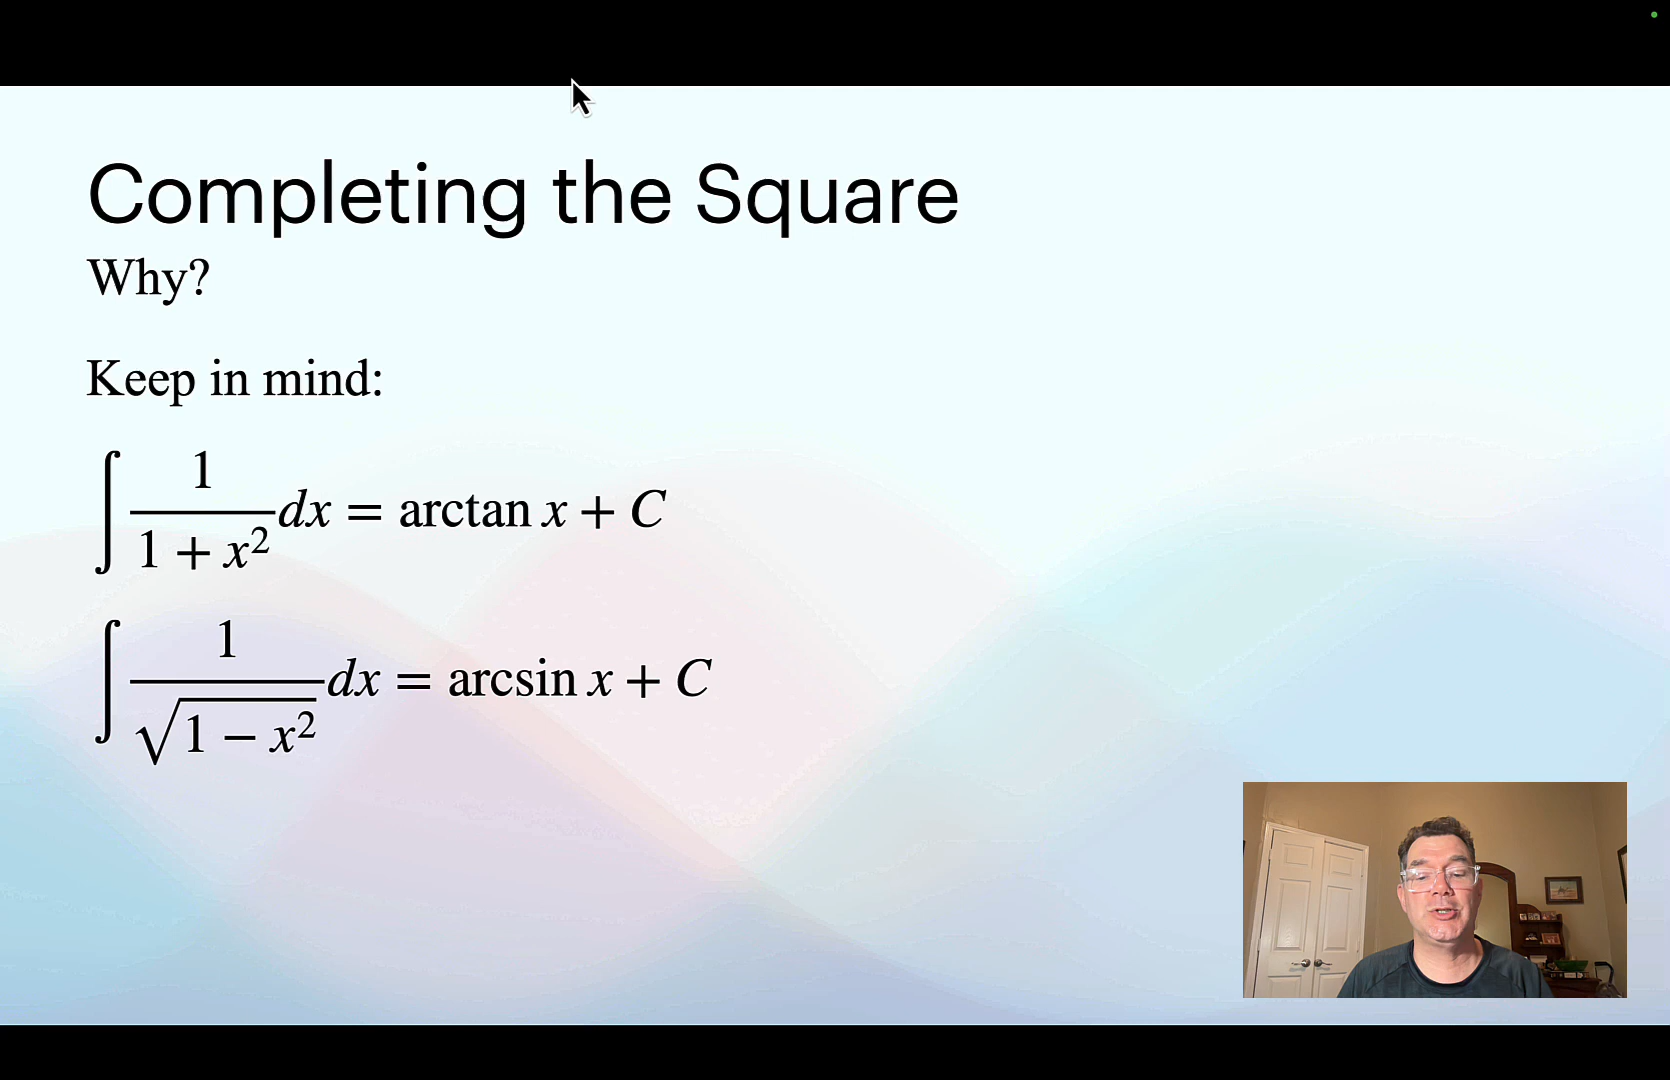 Completing the Square
Why?
Keep in mind:
∫ 1/(1 + x²) dx = arctan x + C
∫ 1/√(1 − x²) dx = arcsin x + C